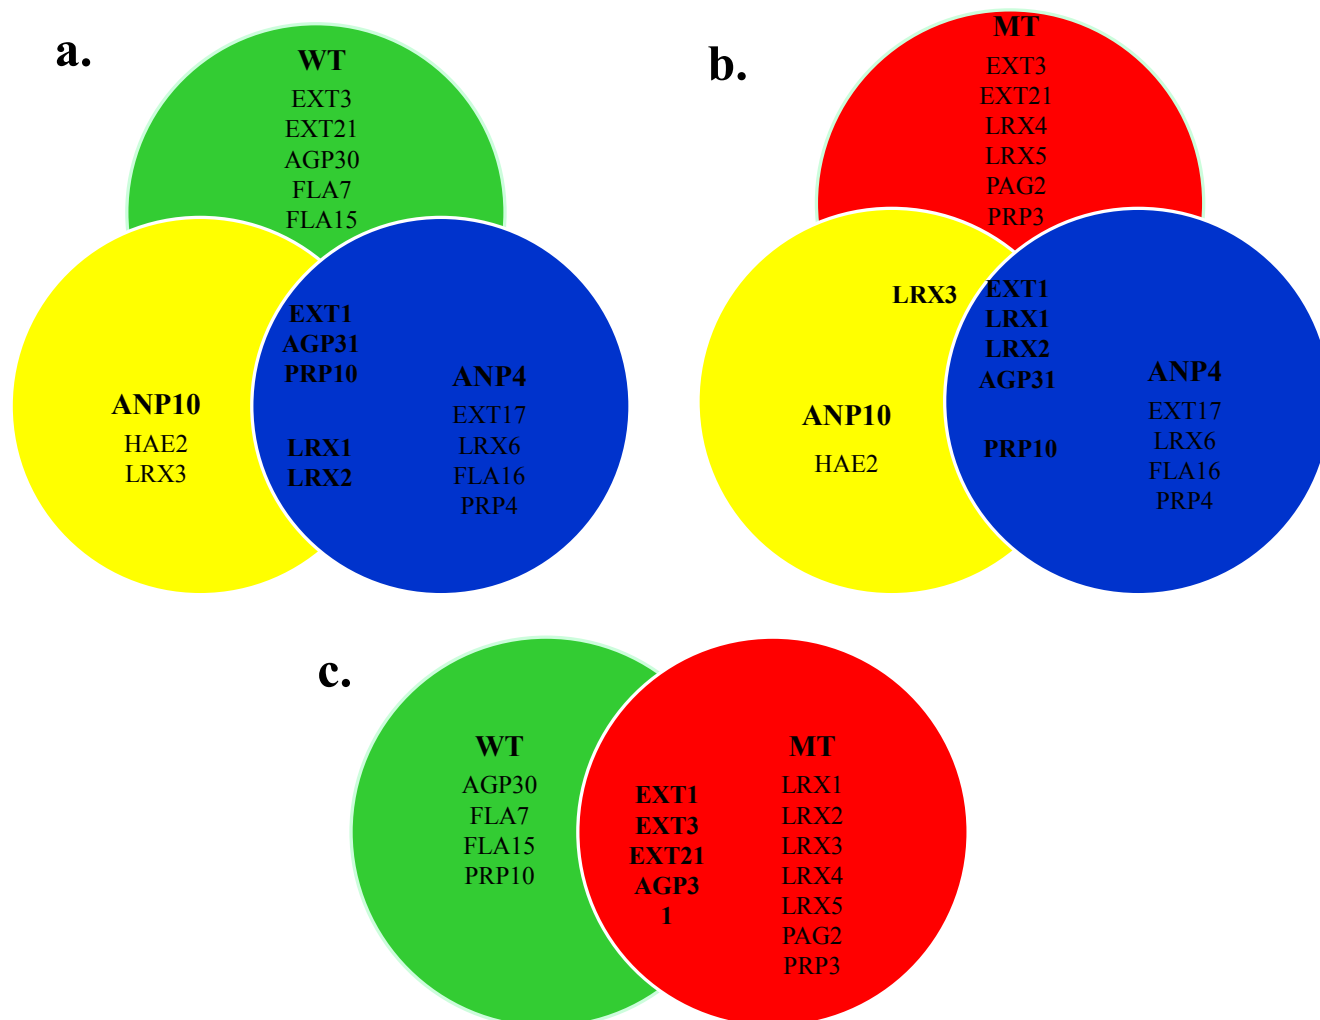 a.
WT
EXT3
EXT21
AGP30
FLA7
FLA15
EXT1
AGP31
PRP10
LRX1
LRX2
ANP10
HAE2
LRX3
ANP4
EXT17
LRX6
FLA16
PRP4
b.
MT
EXT3
EXT21
LRX4
LRX5
PAG2
PRP3
LRX3
EXT1
LRX1
LRX2
AGP31
PRP10
ANP10
HAE2
ANP4
EXT17
LRX6
FLA16
PRP4
c.
WT
AGP30
FLA7
FLA15
PRP10
EXT1
EXT3
EXT21
AGP3
1
MT
LRX1
LRX2
LRX3
LRX4
LRX5
PAG2
PRP3